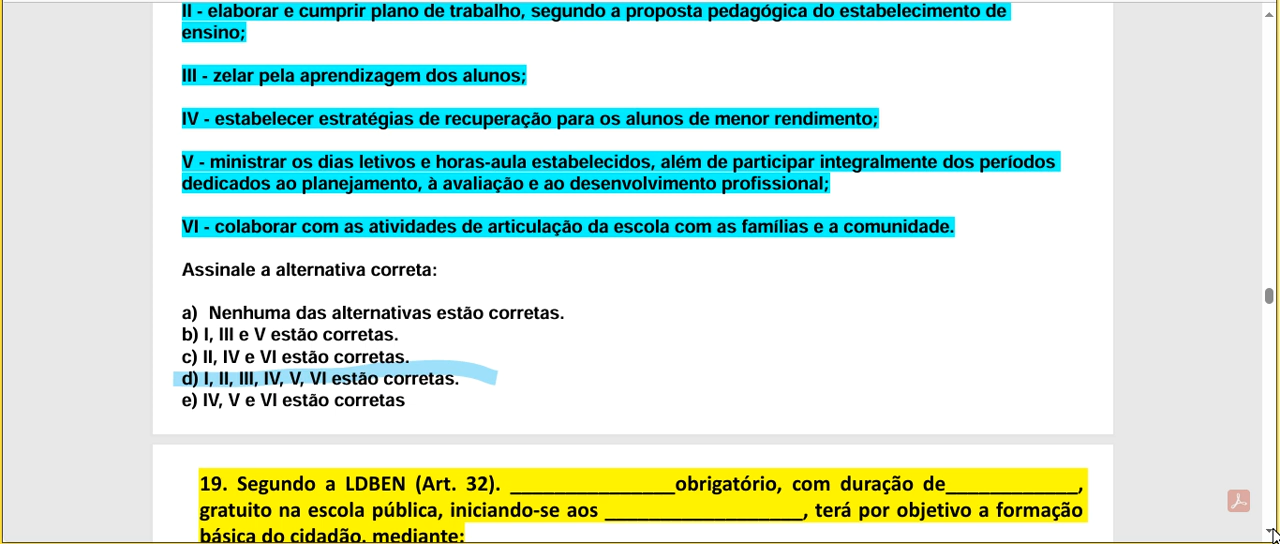 II - elaborar e cumprir plano de trabalho, segundo a proposta pedagógica do estabelecimento de
ensino;
III - zelar pela aprendizagem dos alunos;
IV - estabelecer estratégias de recuperação para os alunos de menor rendimento;
V - ministrar os dias letivos e horas-aula estabelecidos, além de participar integralmente dos períodos
dedicados ao planejamento, à avaliação e ao desenvolvimento profissional;
VI - colaborar com as atividades de articulação da escola com as famílias e a comunidade.
Assinale a alternativa correta:
a) Nenhuma das alternativas estão corretas.
b) I, III e V estão corretas.
c) II, IV e VI estão corretas.
d) I, II, III, IV, V, VI estão corretas.
e) IV, V e VI estão corretas
19. Segundo a LDBEN (Art. 32). _______________obrigatório, com duração de____________,
gratuito na escola pública, iniciando-se aos __________________, terá por objetivo a formação
básica do cidadão, mediante: